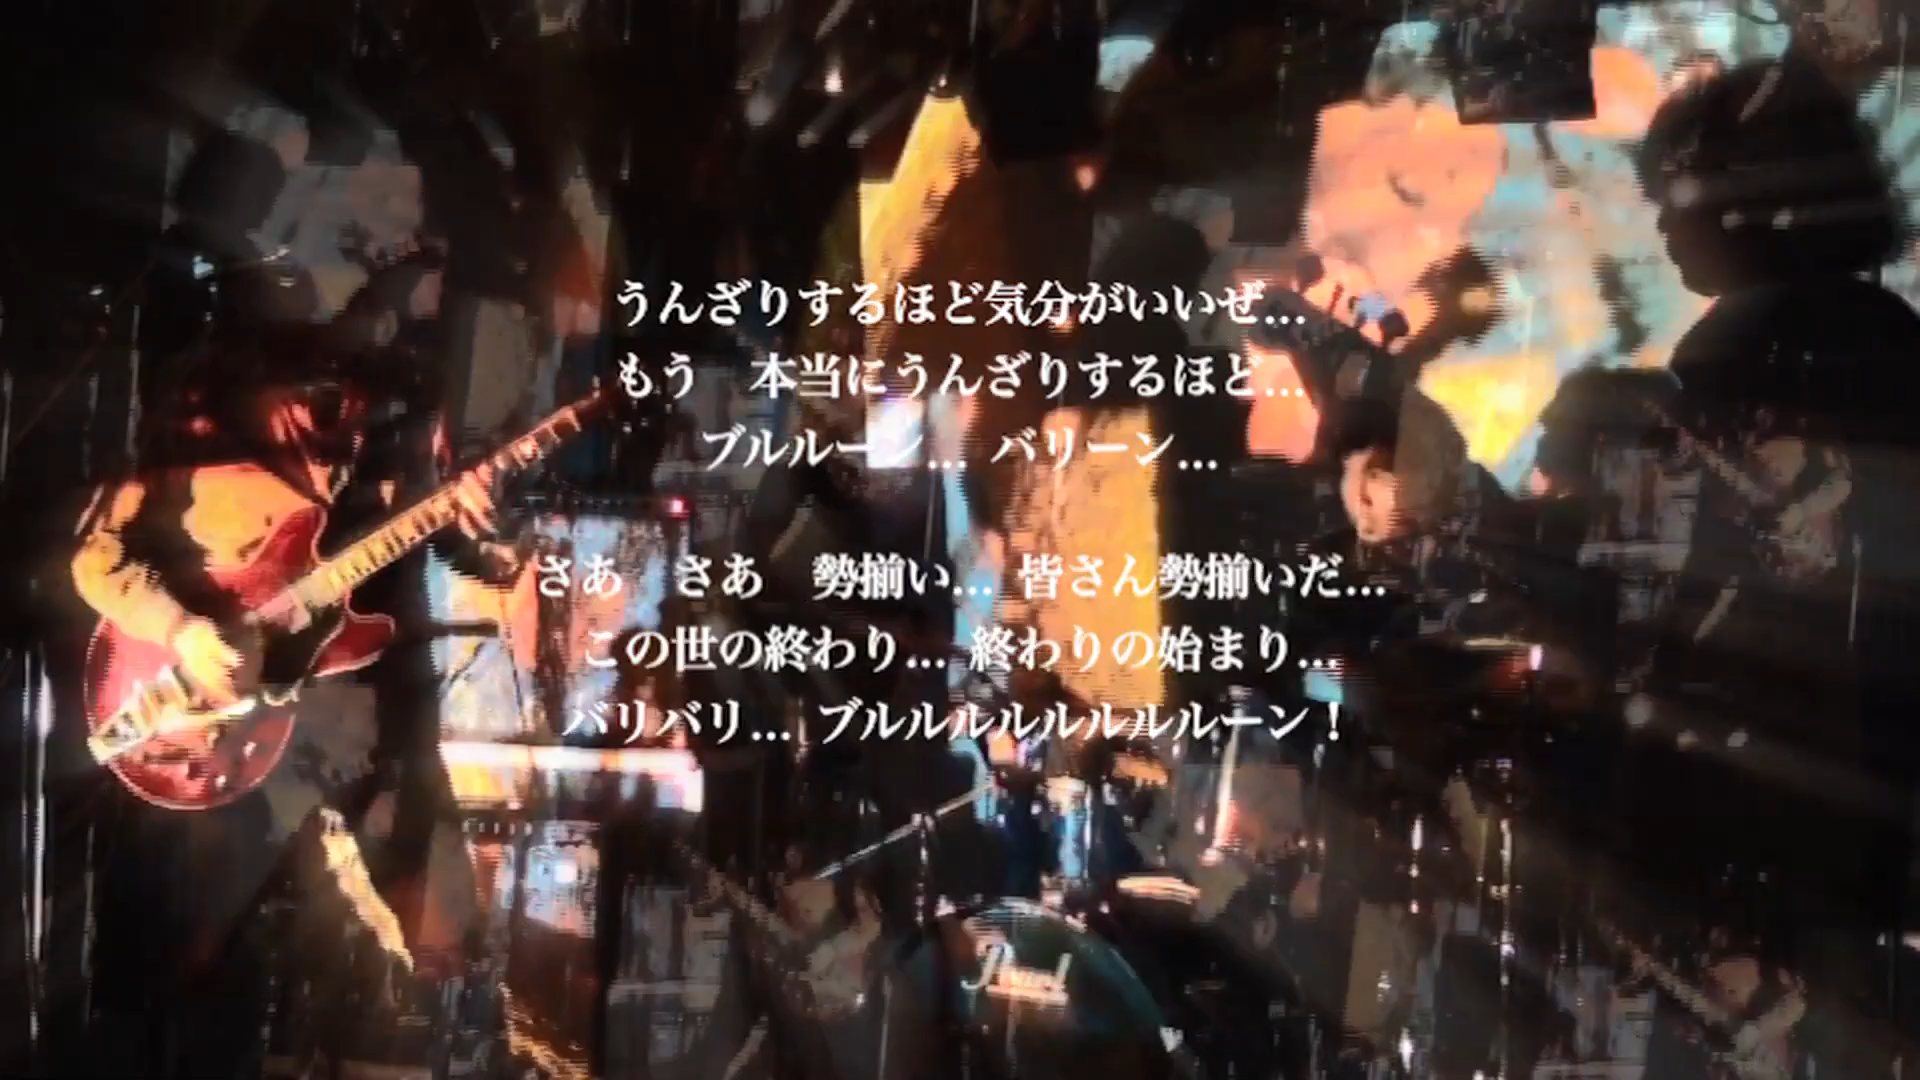 うんざりするほど気分がいいぜ…
もう　本当にうんざりするほど…
ブルルーン…　バリーン…
さあ　さあ　勢揃い…　皆さん勢揃いだ…
この世の終わり…　終わりの始まり…
バリバリ…　ブルルルルルルルルーン！
Pearl